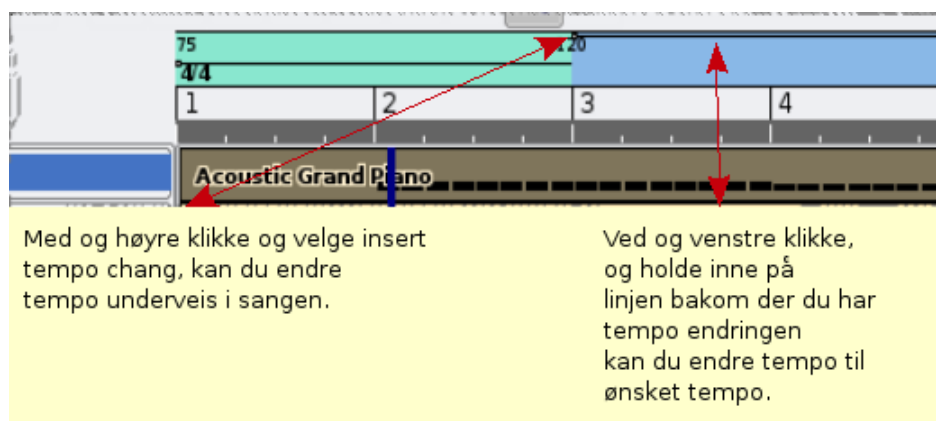 75 120
4/4
1 2 3 4
Acoustic Grand Piano
Med og høyre klikke og velge insert
tempo chang, kan du endre
tempo underveis i sangen.
Ved og venstre klikke,
og holde inne på
linjen bakom der du har
tempo endringen
kan du endre tempo til
ønsket tempo.